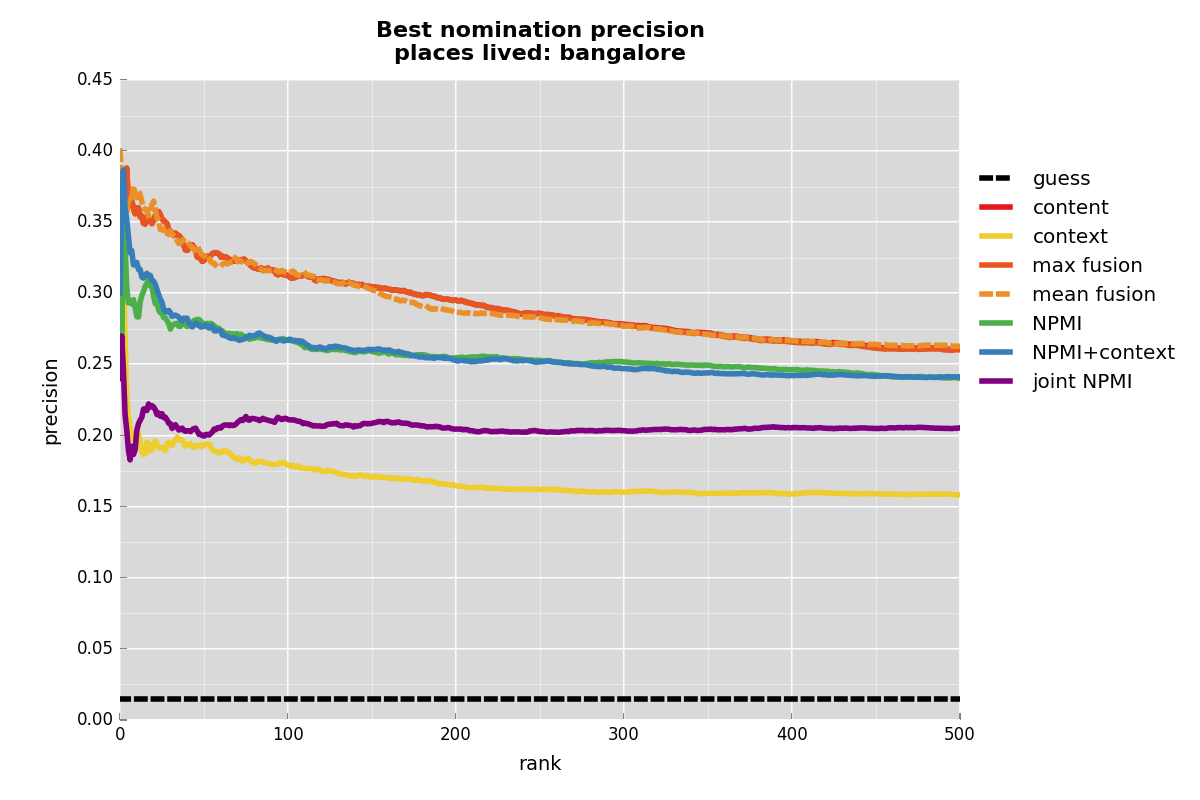 Best nomination precision
places lived: bangalore
0.45
0.40
0.35
0.30
0.25
0.20
0.15
0.10
0.05
0.00
precision
0 100 200 300 400 500
rank
guess
content
context
max fusion
mean fusion
NPMI
NPMI+context
joint NPMI